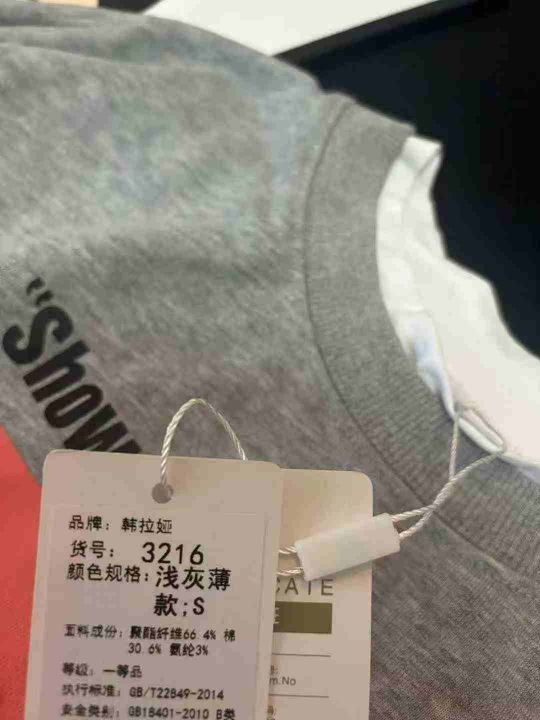 "Show
品牌: 韩拉娅
货号: 3216
颜色规格:浅灰薄
款;S
面料成份: 聚酯纤维66.4% 棉
30.6% 氨纶3%
等级: 一等品
执行标准: GB/T22849-2014
安全类别: GB18401-2010 B类
CATE
m.No